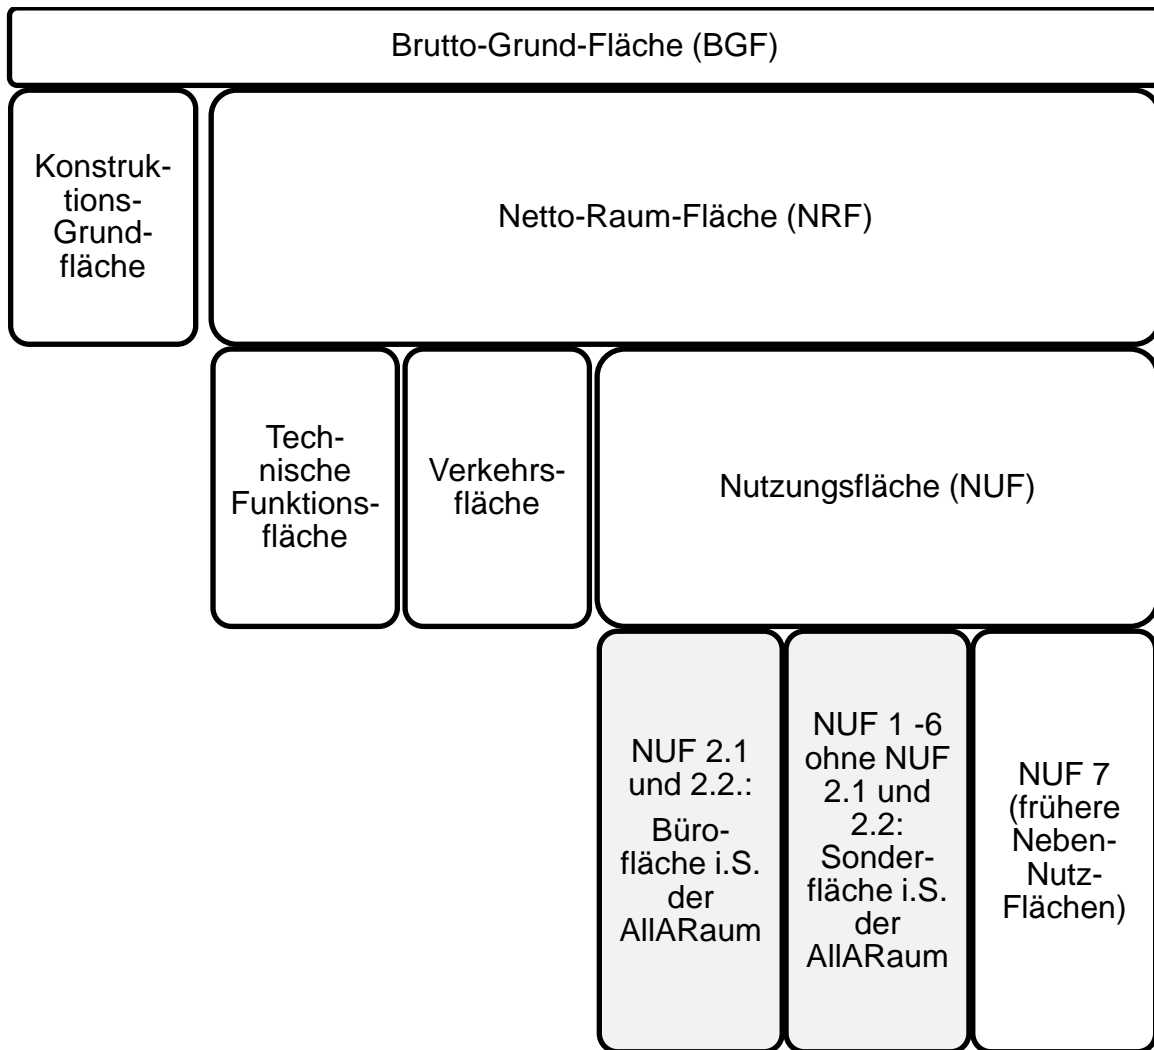 Brutto-Grund-Fläche (BGF)
Konstruk-
tions-
Grund-
fläche
Netto-Raum-Fläche (NRF)
Tech-
nische
Funktions-
fläche
Verkehrs-
fläche
Nutzungsfläche (NUF)
NUF 2.1
und 2.2.:
Büro-
fläche i.S.
der
AllARaum
NUF 1 -6
ohne NUF
2.1 und
2.2:
Sonder-
fläche i.S.
der
AllARaum
NUF 7
(frühere
Neben-
Nutz-
Flächen)